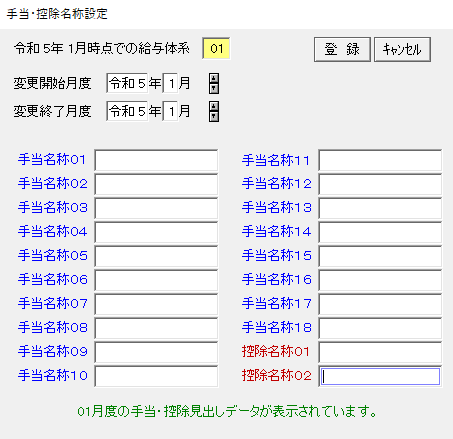 手当・控除名称設定
令和 5年 1月時点での給与体系 01 登 録 ｷｬﾝｾﾙ
変更開始月度 令和 5 年 1 月
変更終了月度 令和 5 年 1 月
手当名称01 手当名称11
手当名称02 手当名称12
手当名称03 手当名称13
手当名称04 手当名称14
手当名称05 手当名称15
手当名称06 手当名称16
手当名称07 手当名称17
手当名称08 手当名称18
手当名称09 控除名称01
手当名称10 控除名称02
01月度の手当・控除見出しデータが表示されています。